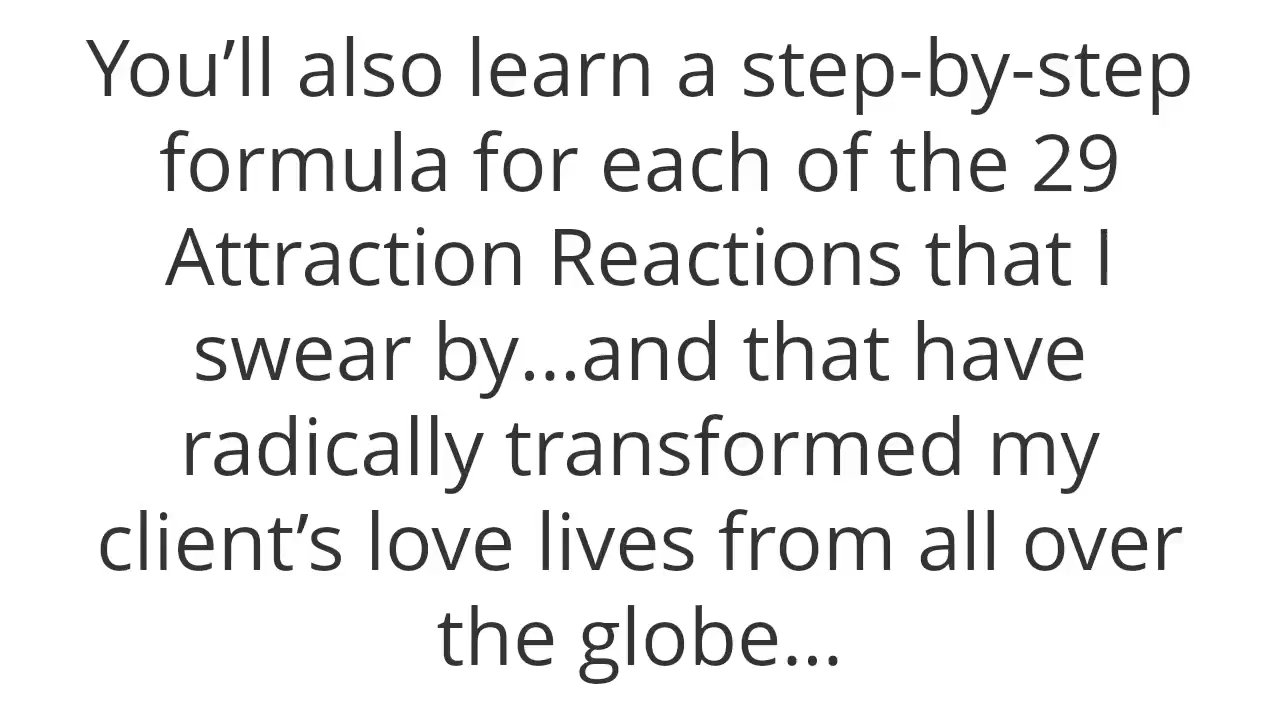 You’ll also learn a step-by-step
formula for each of the 29
Attraction Reactions that I
swear by...and that have
radically transformed my
client’s love lives from all over
the globe...